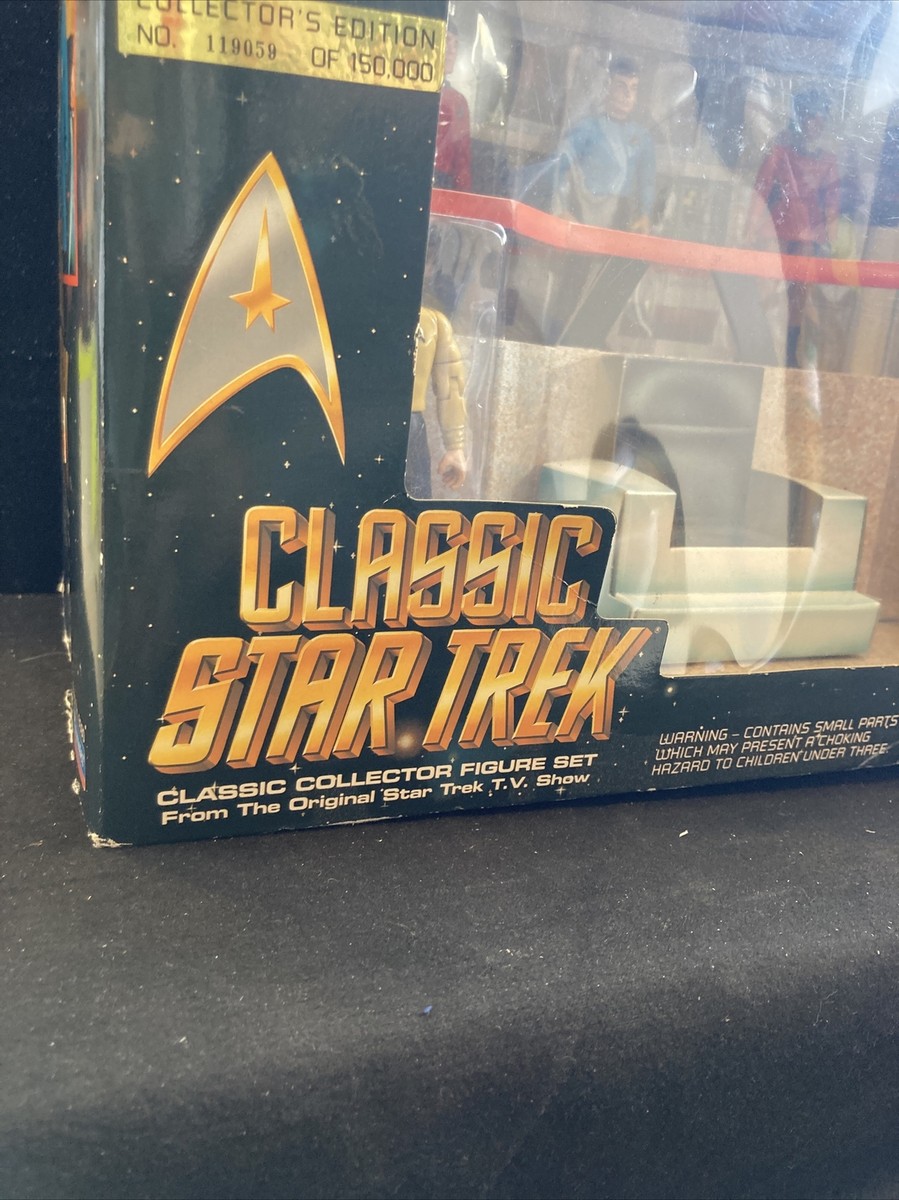 COLLECTOR'S EDITION
NO. 119059 OF 150,000
CLASSIC
STAR TREK
CLASSIC COLLECTOR FIGURE SET
From The Original Star Trek T.V. Show
WARNING – CONTAINS SMALL PARTS
WHICH MAY PRESENT A CHOKING
HAZARD TO CHILDREN UNDER THREE.